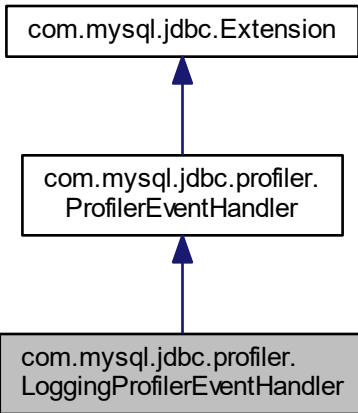 com.mysql.jdbc.Extension
com.mysql.jdbc.profiler.
ProfilerEventHandler
com.mysql.jdbc.profiler.
LoggingProfilerEventHandler